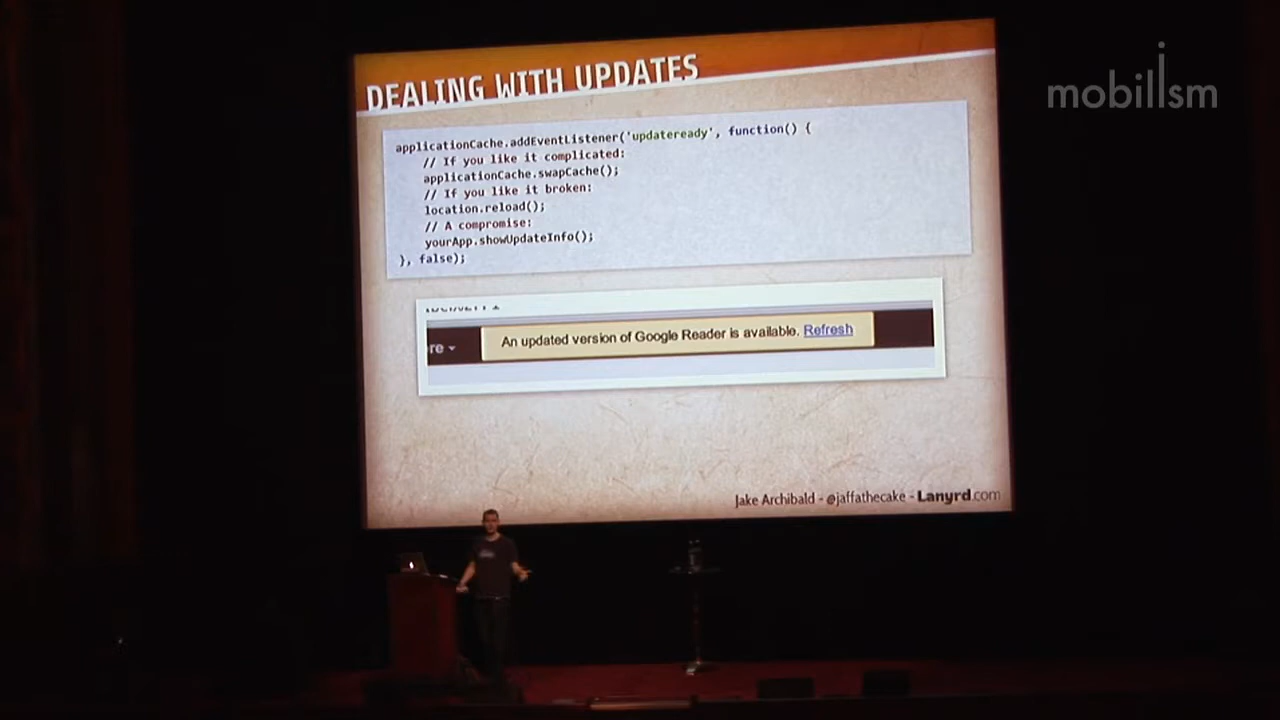 DEALING WITH UPDATES
mobillsm
applicationCache.addEventListener('updateready', function() {
// If you like it complicated:
applicationCache.swapCache();
// If you like it broken:
location.reload();
// A compromise:
yourApp.showUpdateInfo();
}, false);
An updated version of Google Reader is available. Refresh
re
Jake Archibald - @jaffathecake - Lanyrd.com